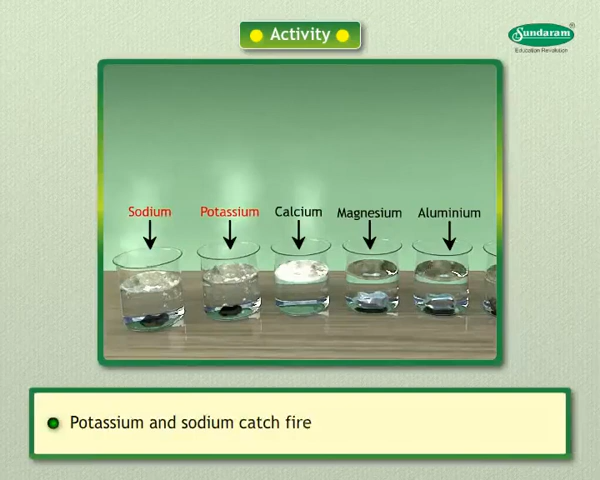 Activity
Sundaram®
Education Revolution
Sodium Potassium Calcium Magnesium Aluminium
Potassium and sodium catch fire